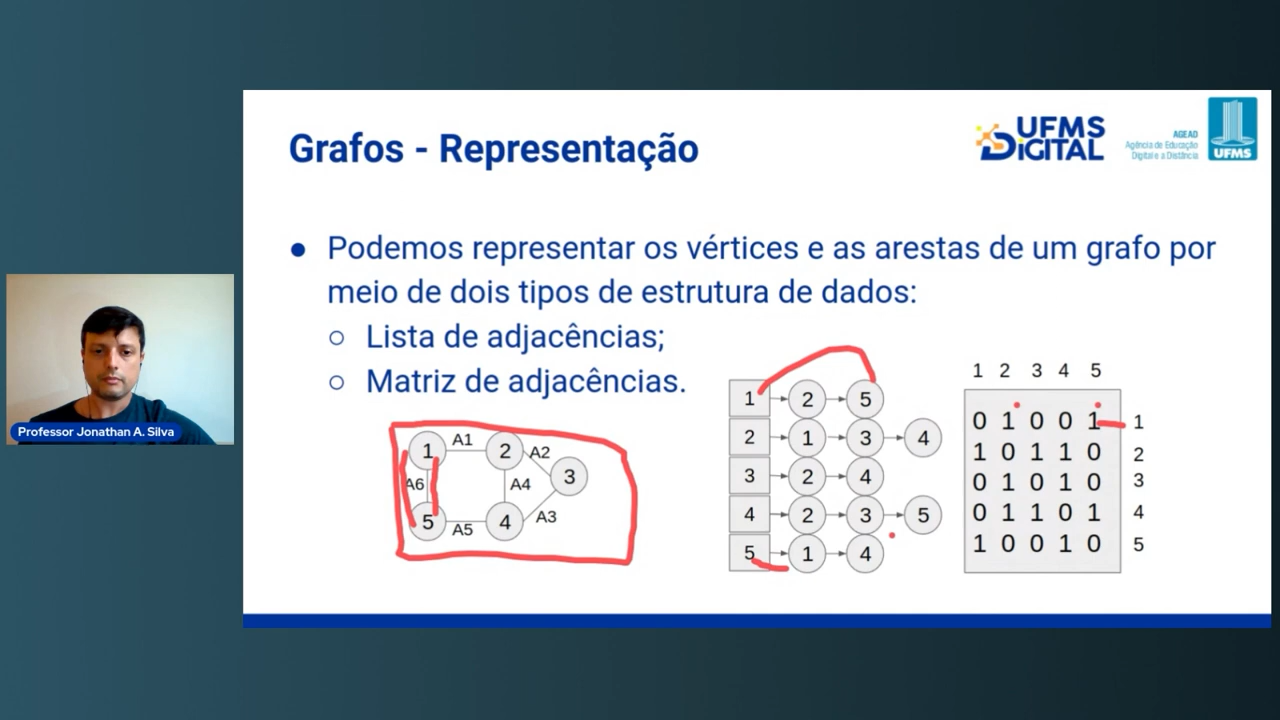 Grafos - Representação
UFMS
DIGITAL
AGEAD
Agência de Educação
Digital e a Distância
UFMS
● Podemos representar os vértices e as arestas de um grafo por
meio de dois tipos de estrutura de dados:
○ Lista de adjacências;
○ Matriz de adjacências.
Professor Jonathan A. Silva
1 A1 2 A2
3
A6 A4
5 A5 4 A3
1 2 5
2 1 3 4
3 2 4
4 2 3 5
5 1 4
1 2 3 4 5
0 1 0 0 1 1
1 0 1 1 0 2
0 1 0 1 0 3
0 1 1 0 1 4
1 0 0 1 0 5